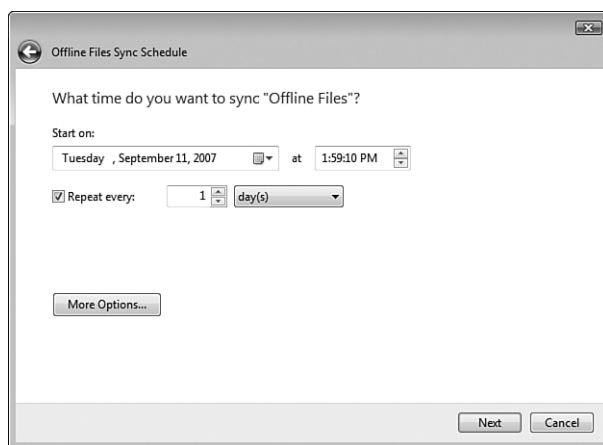 Offline Files Sync Schedule
What time do you want to sync "Offline Files"?
Start on:
Tuesday , September 11, 2007 at 1:59:10 PM
Repeat every: 1 day(s)
More Options...
Next Cancel